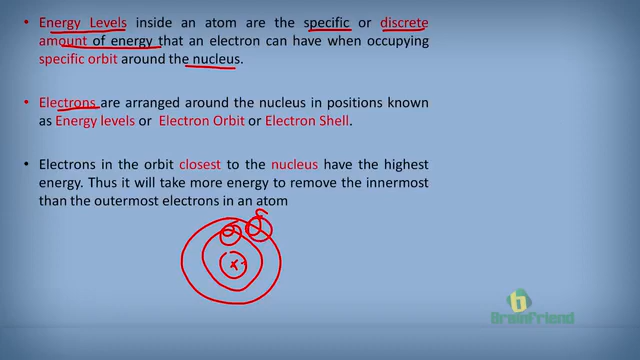 • Energy Levels inside an atom are the specific or discrete
amount of energy that an electron can have when occupying
specific orbit around the nucleus.
• Electrons are arranged around the nucleus in positions known
as Energy levels or Electron Orbit or Electron Shell.
• Electrons in the orbit closest to the nucleus have the highest
energy. Thus it will take more energy to remove the innermost
than the outermost electrons in an atom
b
BrainFriend